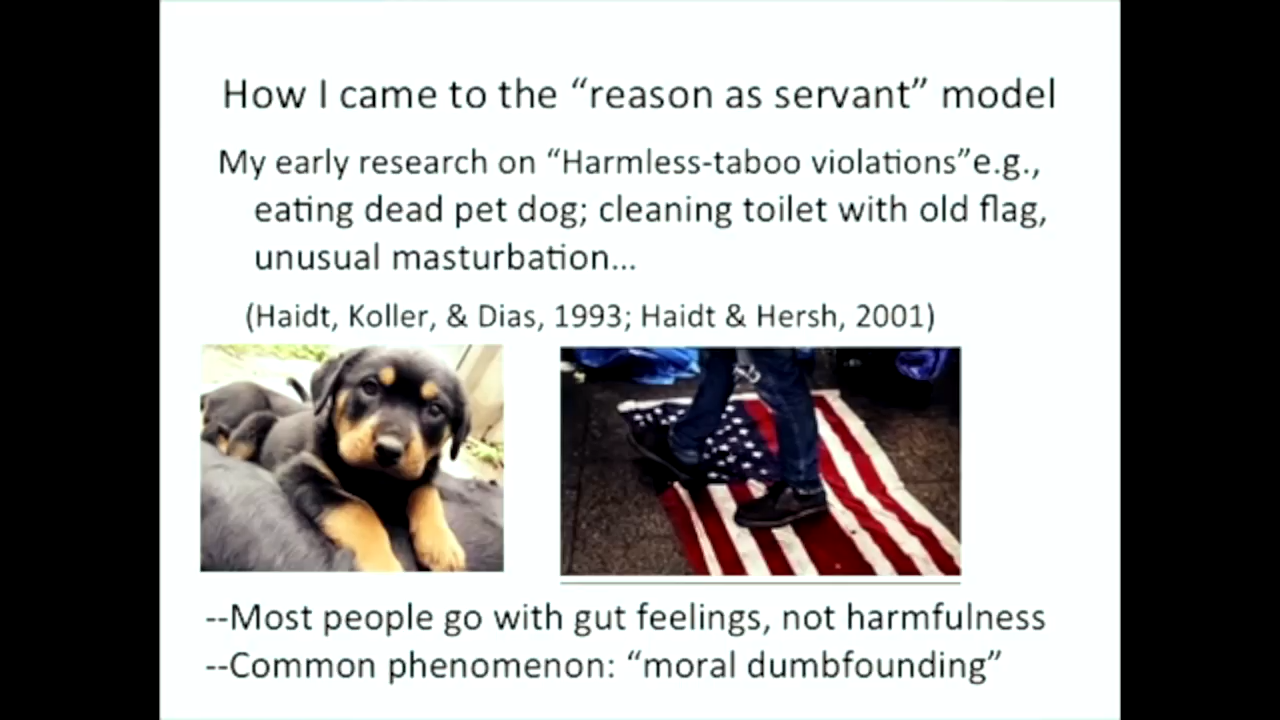 How I came to the “reason as servant” model
My early research on “Harmless-taboo violations”e.g.,
eating dead pet dog; cleaning toilet with old flag,
unusual masturbation...
(Haidt, Koller, & Dias, 1993; Haidt & Hersh, 2001)
--Most people go with gut feelings, not harmfulness
--Common phenomenon: “moral dumbfounding”